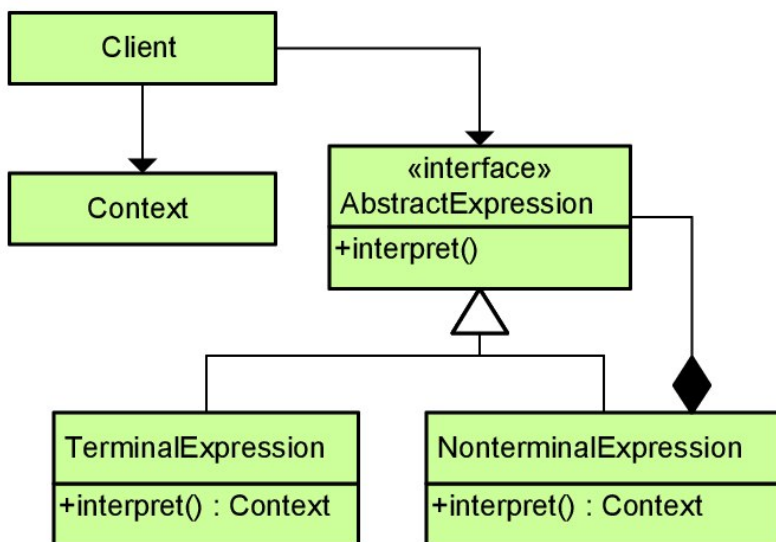 Client
Context
«interface»
AbstractExpression
+interpret()
TerminalExpression
+interpret() : Context
NonterminalExpression
+interpret() : Context